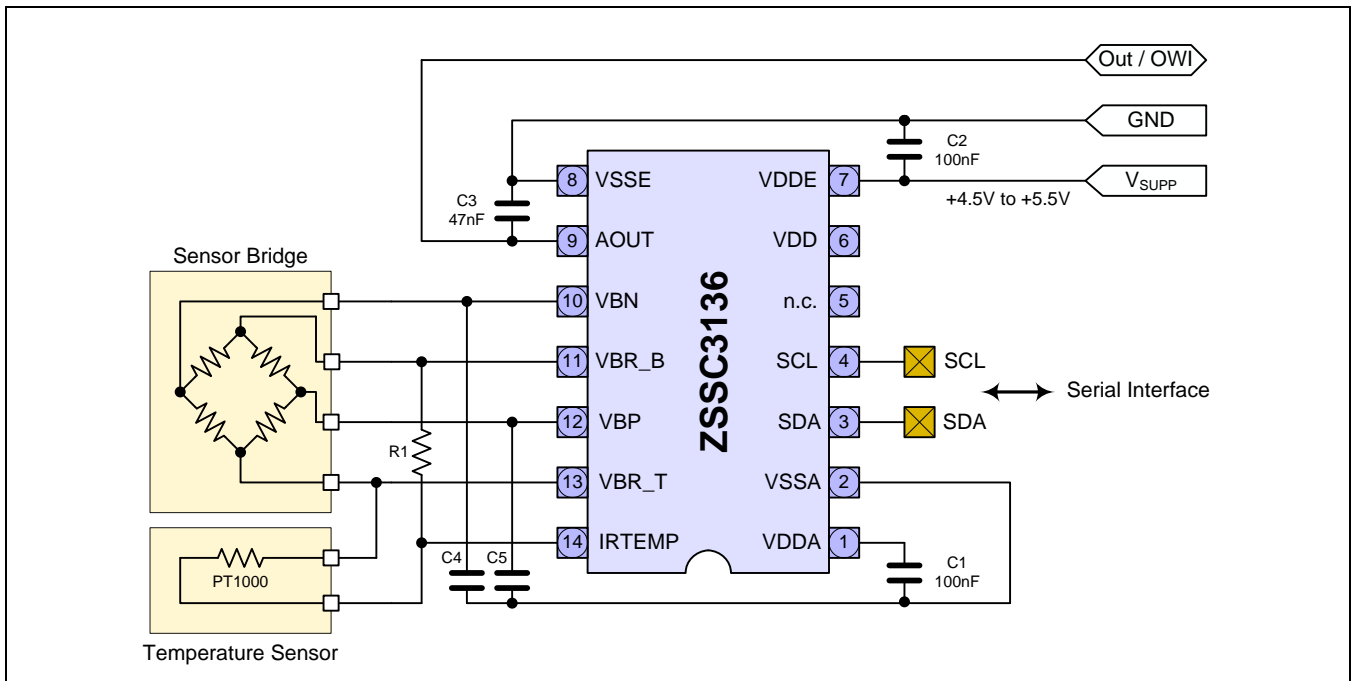 Out / OWI
GND
C2
100nF
8 VSSE
VDDE 7
VSUPP
+4.5V to +5.5V
C3
47nF
9 AOUT
VDD 6
Sensor Bridge
ZSSC3136
10 VBN
n.c. 5
11 VBR_B
SCL 4
SCL
Serial Interface
12 VBP
SDA 3
SDA
R1
13 VBR_T
VSSA 2
14 IRTEMP
VDDA 1
C4
C5
C1
100nF
PT1000
Temperature Sensor